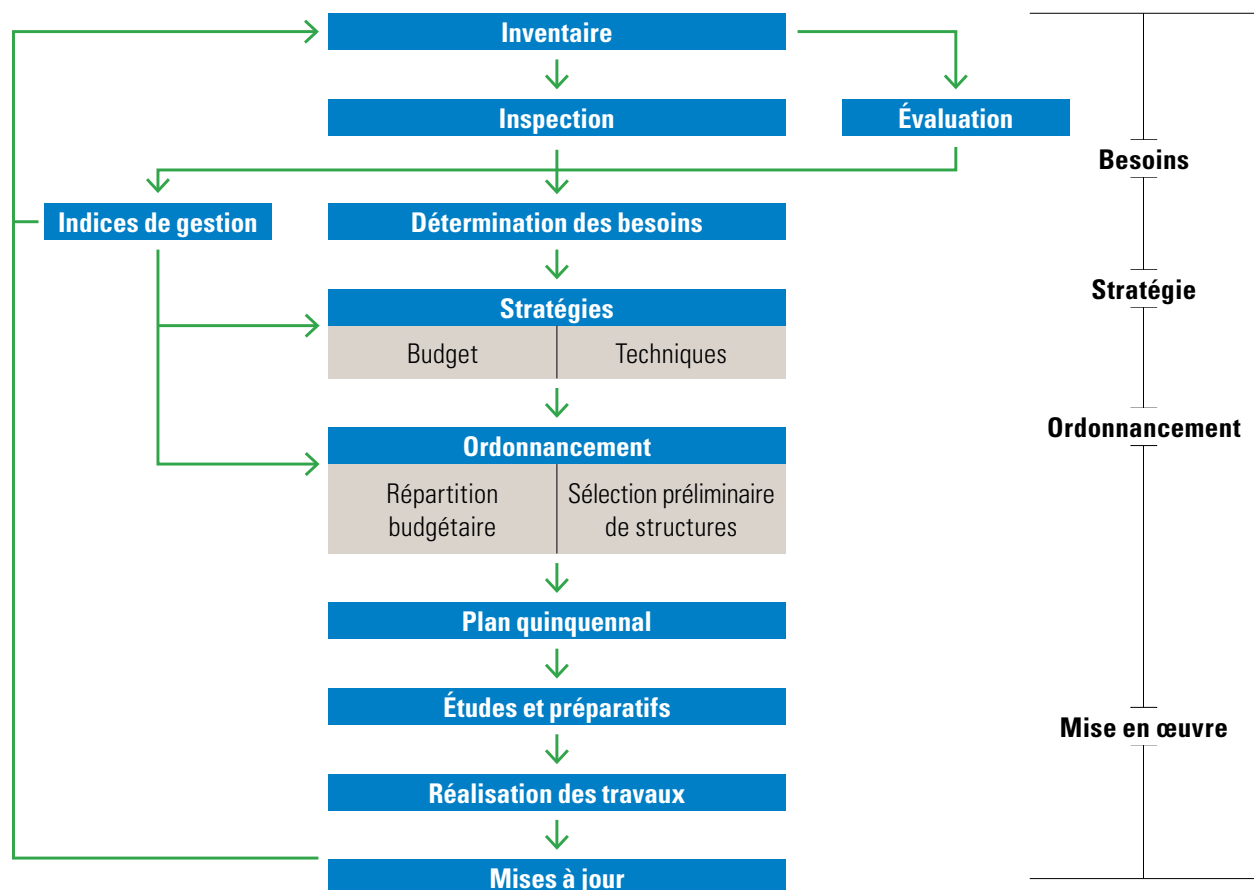 Inventaire
Inspection
Évaluation
Besoins
Indices de gestion
Détermination des besoins
Stratégies
Stratégie
Budget
Techniques
Ordonnancement
Ordonnancement
Répartition
budgétaire
Sélection préliminaire
de structures
Plan quinquennal
Études et préparatifs
Mise en œuvre
Réalisation des travaux
Mises à jour